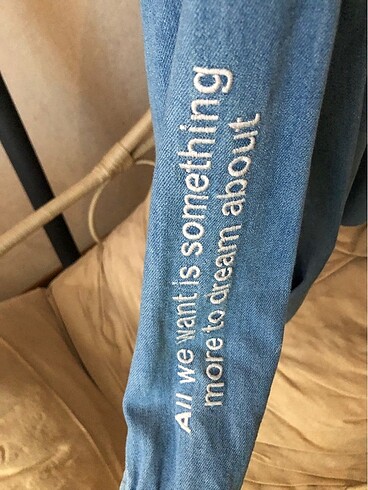 All we want is something
more to dream about